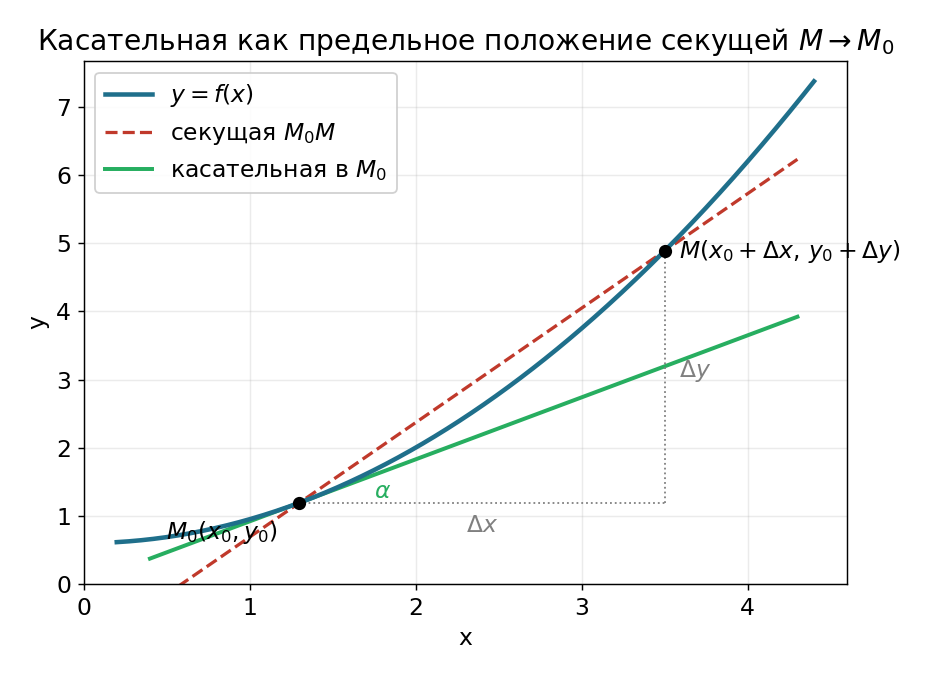 Касательная как предельное положение секущей M → M₀
y = f(x)
секущая M₀M
касательная в M₀
7
6
5
4
3
2
1
0
y
M(x₀ + Δx, y₀ + Δy)
Δy
α
Δx
M₀(x₀, y₀)
0 1 2 3 4
x